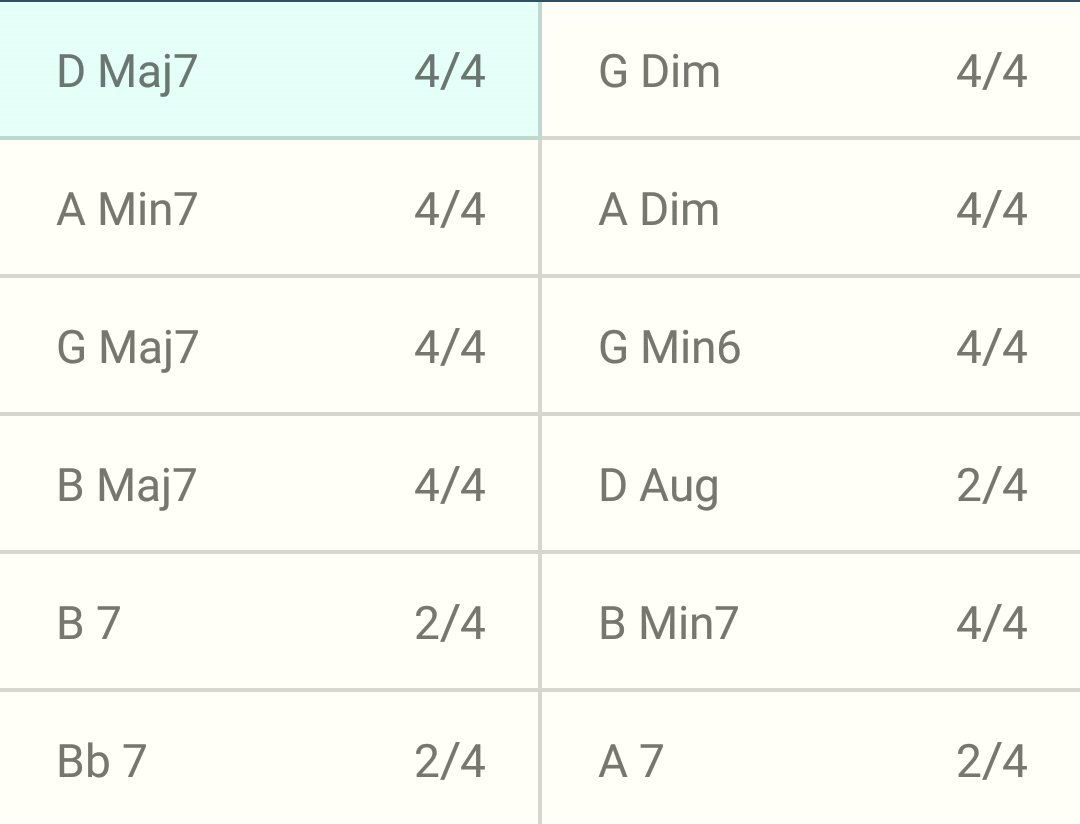 D Maj7 4/4 G Dim 4/4
A Min7 4/4 A Dim 4/4
G Maj7 4/4 G Min6 4/4
B Maj7 4/4 D Aug 2/4
B 7 2/4 B Min7 4/4
Bb 7 2/4 A 7 2/4